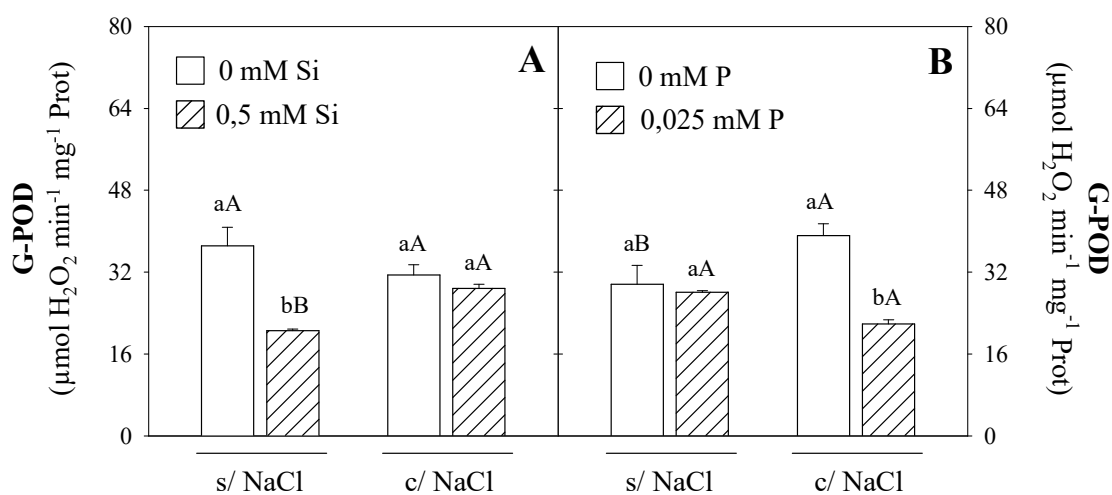 80
64
48
32
16
0
G-POD
(µmol H₂O₂ min⁻¹ mg⁻¹ Prot)
A
0 mM Si
0,5 mM Si
aA
bB
aA
aA
s/ NaCl
c/ NaCl
B
0 mM P
0,025 mM P
aB
aA
aA
bA
s/ NaCl
c/ NaCl
80
64
48
32
16
0
G-POD
(µmol H₂O₂ min⁻¹ mg⁻¹ Prot)